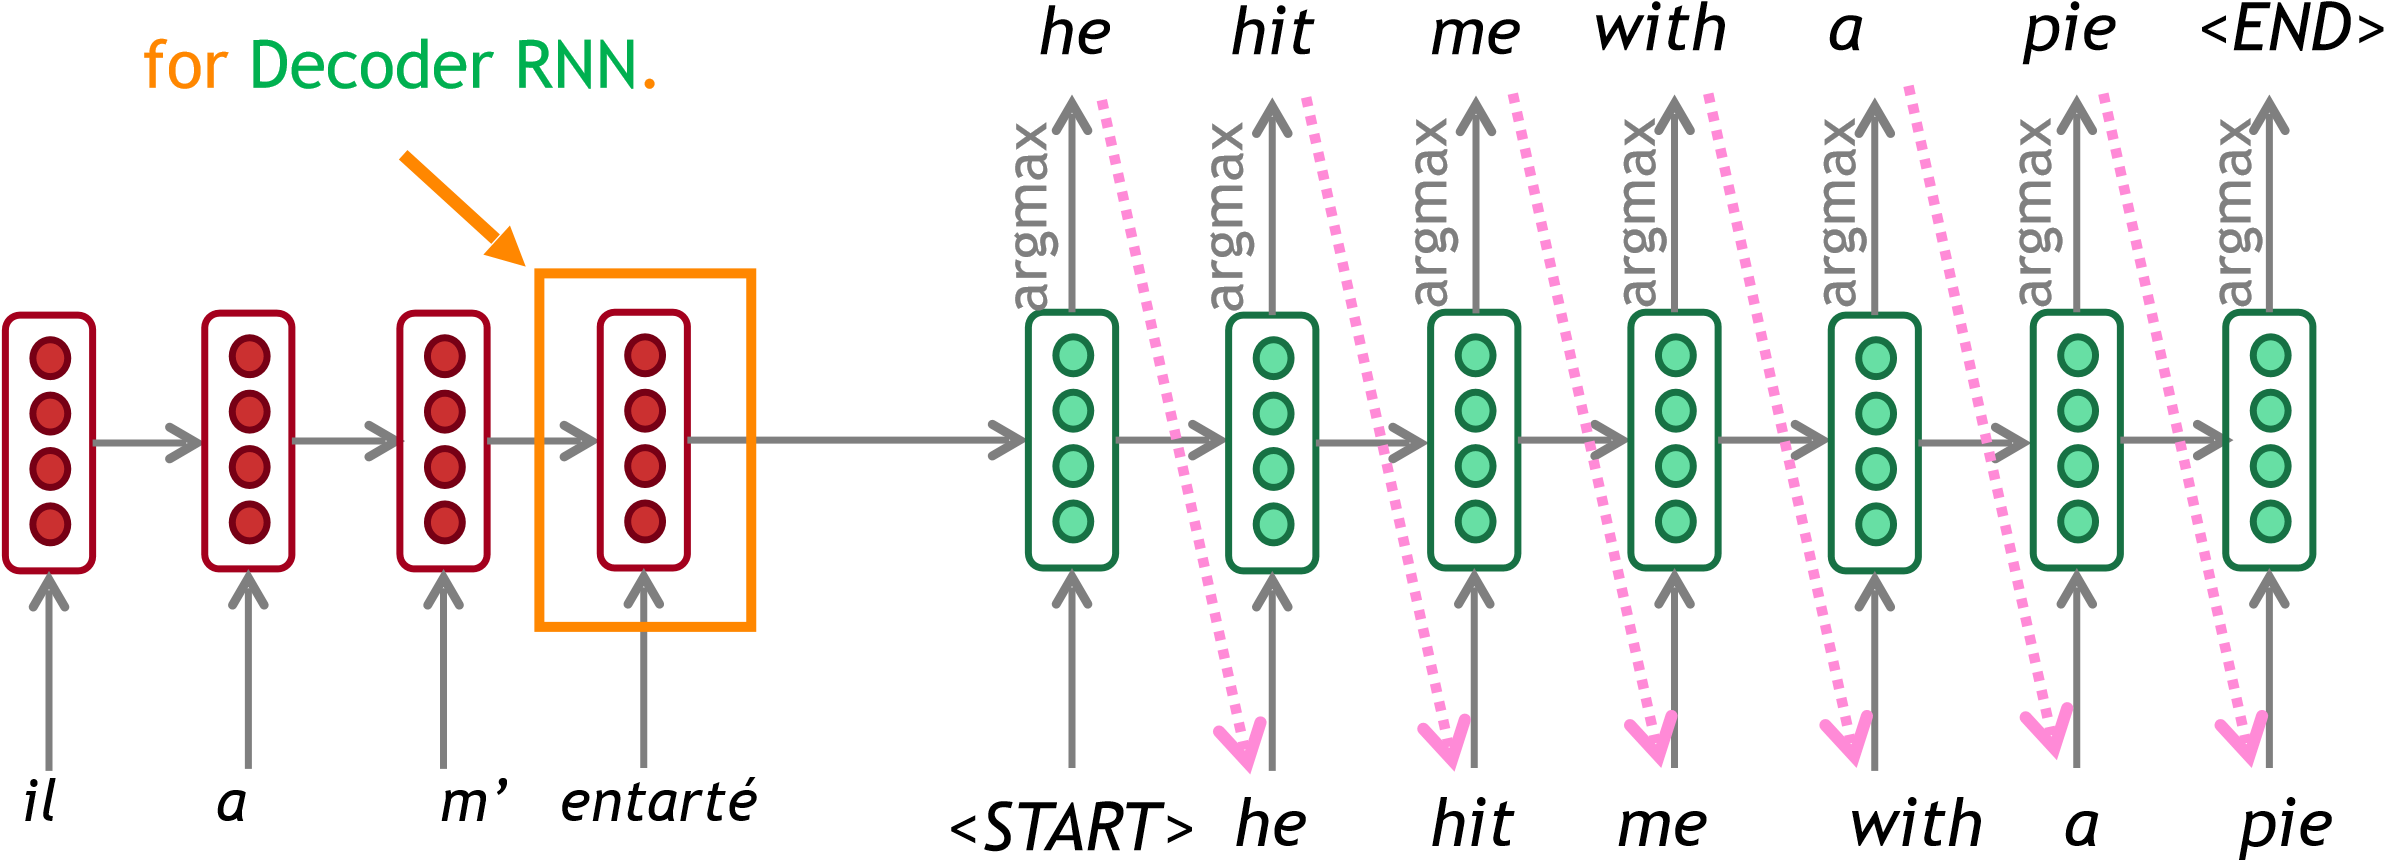 for Decoder RNN.
he hit me with a pie <END>
argmax argmax argmax argmax argmax argmax argmax
il a m’ entarté
<START> he hit me with a pie